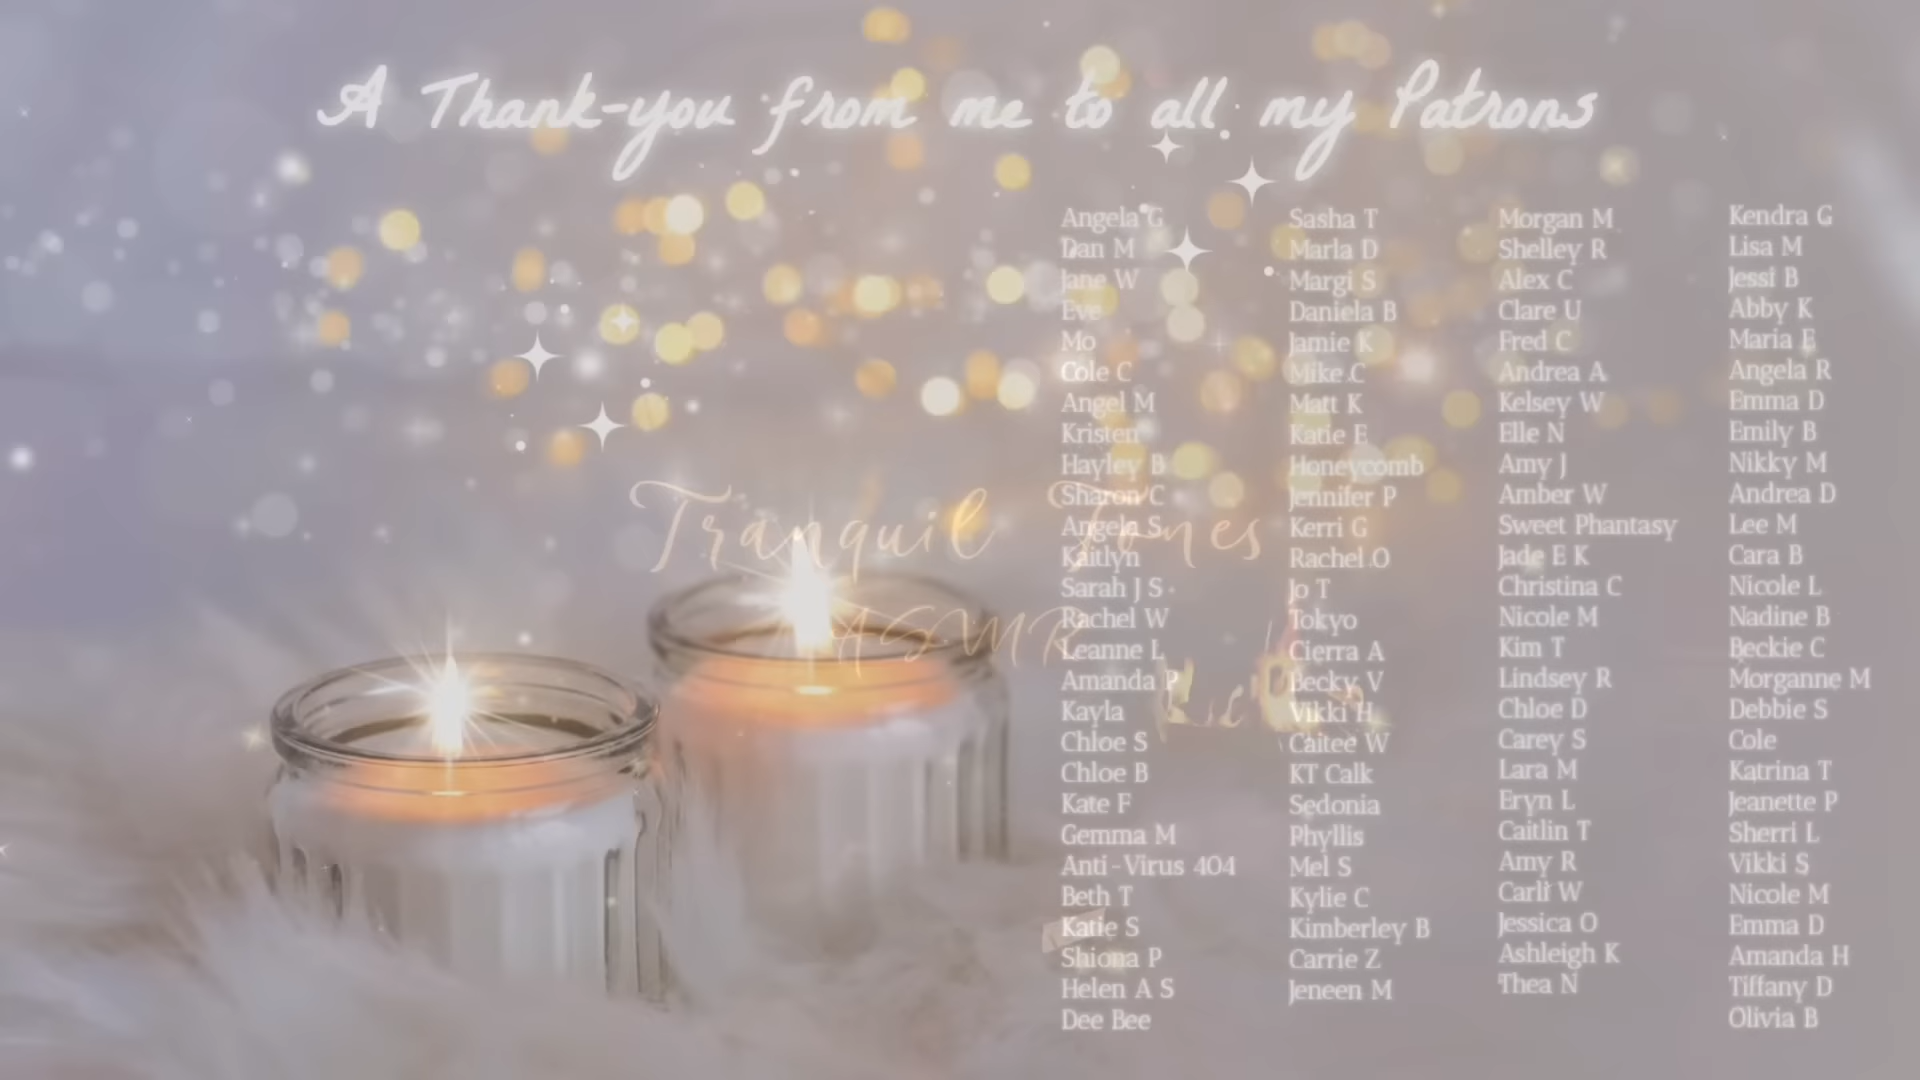 A Thank-you from me to all my Patrons
Angela G
Dan M
Jane W
Eve
Mo
Cole C
Angel M
Kristen
Hayley B
Sharon C
Angela S
Kaitlyn
Sarah J S
Rachel W
Leanne L
Amanda P
Kayla
Chloe S
Chloe B
Kate F
Gemma M
Anti-Virus 404
Beth T
Katie S
Shiona P
Helen A S
Dee Bee
Sasha T
Marla D
Margi S
Daniela B
Jamie K
Mike C
Matt K
Katie E
Honeycomb
Jennifer P
Kerri G
Rachel O
Jo T
Tokyo
Cierra A
Becky V
Vikki H
Caitee W
KT Calk
Sedonia
Phyllis
Mel S
Kylie C
Kimberley B
Carrie Z
Jeneen M
Morgan M
Shelley R
Alex C
Clare U
Fred C
Andrea A
Kelsey W
Elle N
Amy J
Amber W
Sweet Phantasy
Jade E K
Christina C
Nicole M
Kim T
Lindsey R
Chloe D
Carey S
Lara M
Eryn L
Caitlin T
Amy R
Carli W
Jessica O
Ashleigh K
Thea N
Kendra G
Lisa M
Jessi B
Abby K
Maria E
Angela R
Emma D
Emily B
Nikky M
Andrea D
Lee M
Cara B
Nicole L
Nadine B
Beckie C
Morganne M
Debbie S
Cole
Katrina T
Jeanette P
Sherri L
Vikki S
Nicole M
Emma D
Amanda H
Tiffany D
Olivia B
Tranquil Tones
ASMR